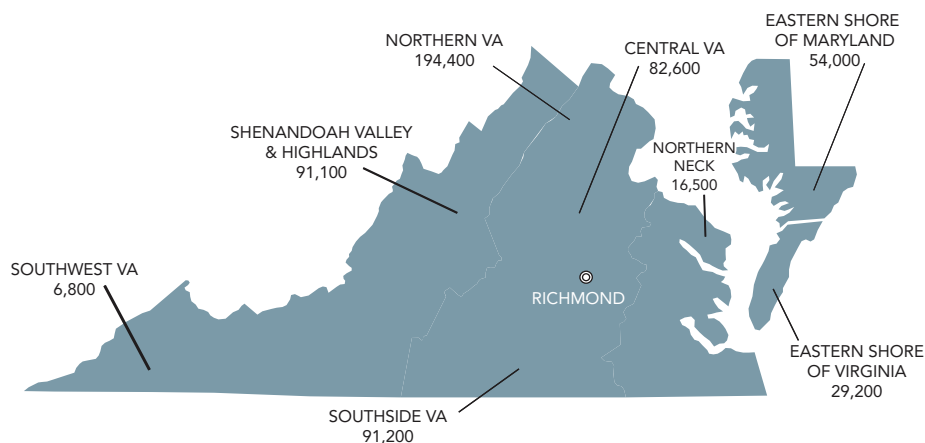 NORTHERN VA
194,400
CENTRAL VA
82,600
EASTERN SHORE
OF MARYLAND
54,000
SHENANDOAH VALLEY
& HIGHLANDS
91,100
NORTHERN
NECK
16,500
SOUTHWEST VA
6,800
RICHMOND
EASTERN SHORE
OF VIRGINIA
29,200
SOUTHSIDE VA
91,200